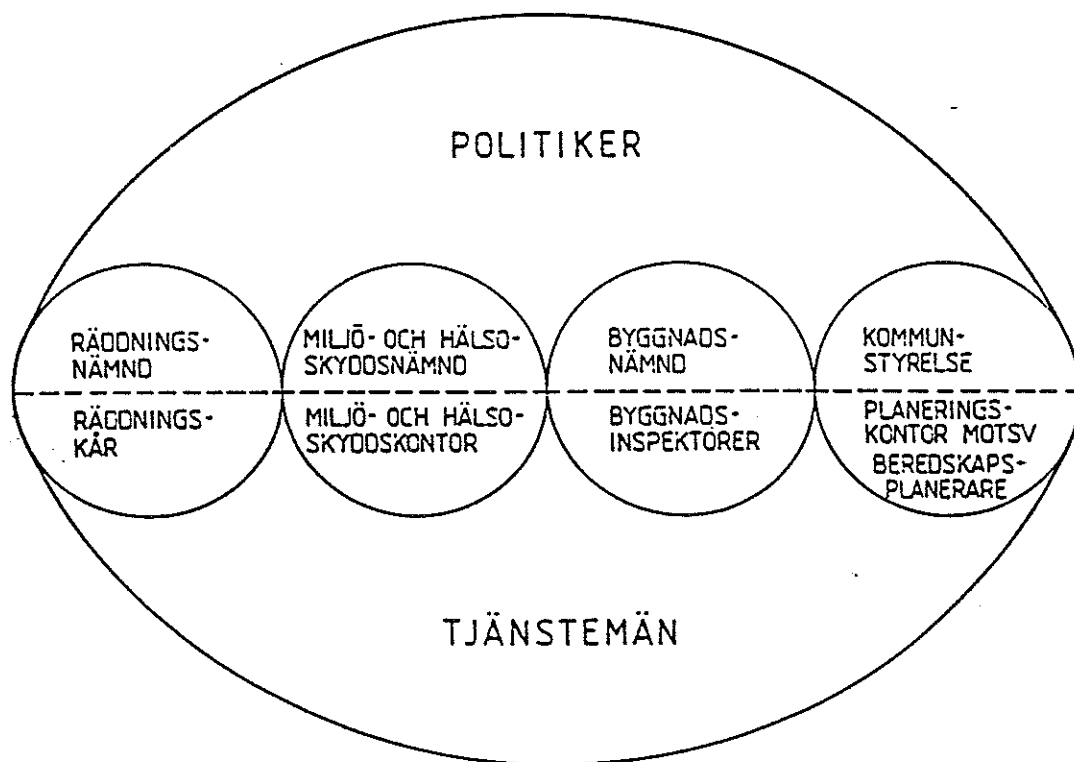 POLITIKER
RÄDDNINGS-
NÄMND
MILJÖ- OCH HÄLSO-
SKYDDSNÄMND
BYGGNADS-
NÄMND
KOMMUN-
STYRELSE
RÄDDNINGS-
KÅR
MILJÖ- OCH HÄLSO-
SKYDDSKONTOR
BYGGNADS-
INSPEKTÖRER
PLANERINGS-
KONTOR MOTSV
BEREDSKAPS-
PLANERARE
TJÄNSTEMÄN